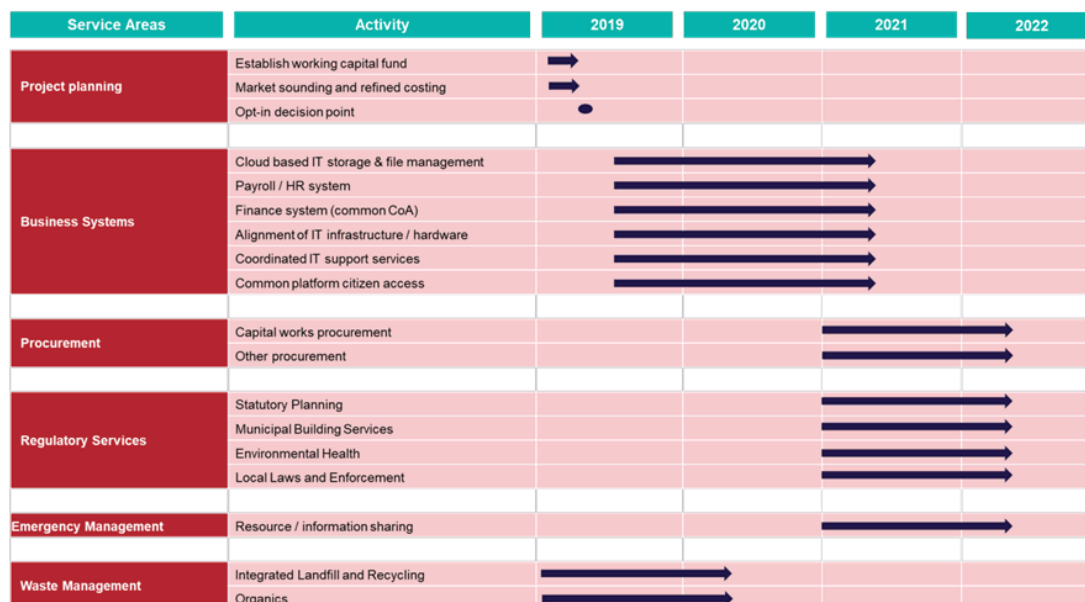 Service Areas Activity 2019 2020 2021 2022
Project planning
Establish working capital fund
Market sounding and refined costing
Opt-in decision point
Business Systems
Cloud based IT storage & file management
Payroll / HR system
Finance system (common CoA)
Alignment of IT infrastructure / hardware
Coordinated IT support services
Common platform citizen access
Procurement
Capital works procurement
Other procurement
Regulatory Services
Statutory Planning
Municipal Building Services
Environmental Health
Local Laws and Enforcement
Emergency Management
Resource / information sharing
Waste Management
Integrated Landfill and Recycling
Organics